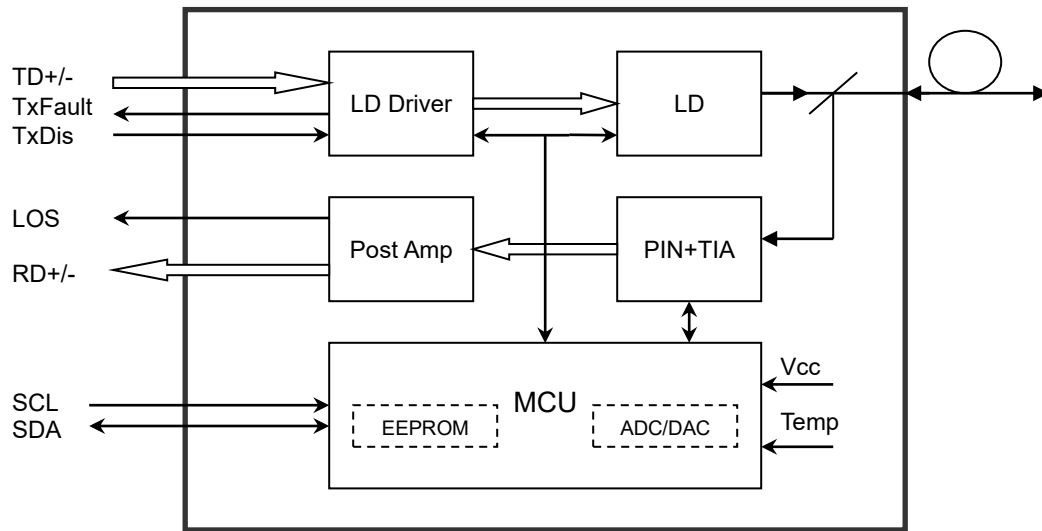 TD+/-
TxFault
TxDis
LD Driver
LD
LOS
RD+/-
Post Amp
PIN+TIA
SCL
SDA
MCU
EEPROM
ADC/DAC
Vcc
Temp